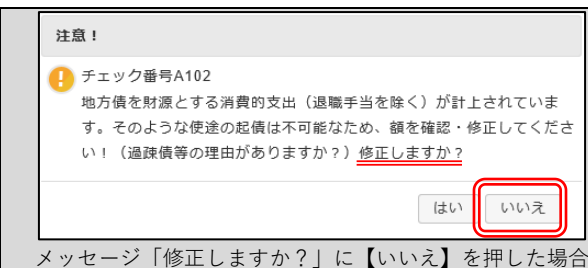 注意！
チェック番号A102
地方債を財源とする消費的支出（退職手当を除く）が計上されていま
す。そのような使途の起債は不可能なため、額を確認・修正してくださ
い！（過疎債等の理由がありますか？）修正しますか？
はい いいえ
メッセージ「修正しますか？」に【いいえ】を押した場合